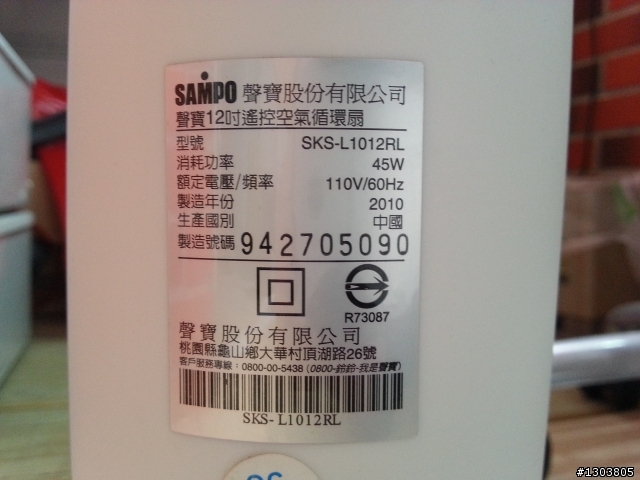 SAMPO 聲寶股份有限公司
聲寶12吋遙控空氣循環扇
型號 SKS-L1012RL
消耗功率 45W
額定電壓/頻率 110V/60Hz
製造年份 2010
生產國別 中國
製造號碼 942705090
R73087
聲寶股份有限公司
桃園縣龜山鄉大華村頂湖路26號
客戶服務專線：0800-00-5438 (0800-鈴鈴-我是聲寶)
SKS-L1012RL
#1303805